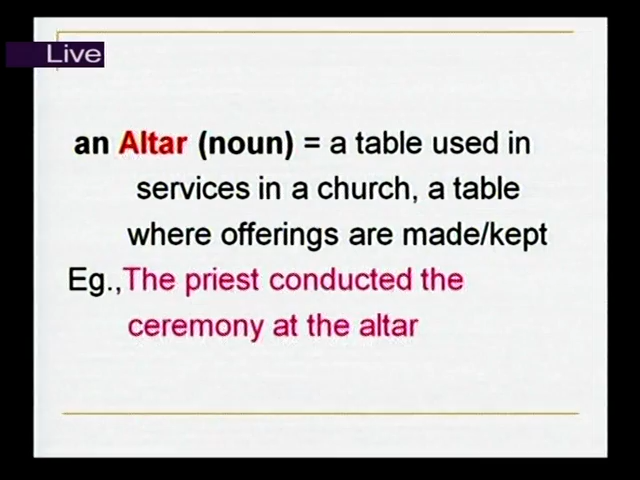 Live
an Altar (noun) = a table used in
services in a church, a table
where offerings are made/kept
Eg.,The priest conducted the
ceremony at the altar